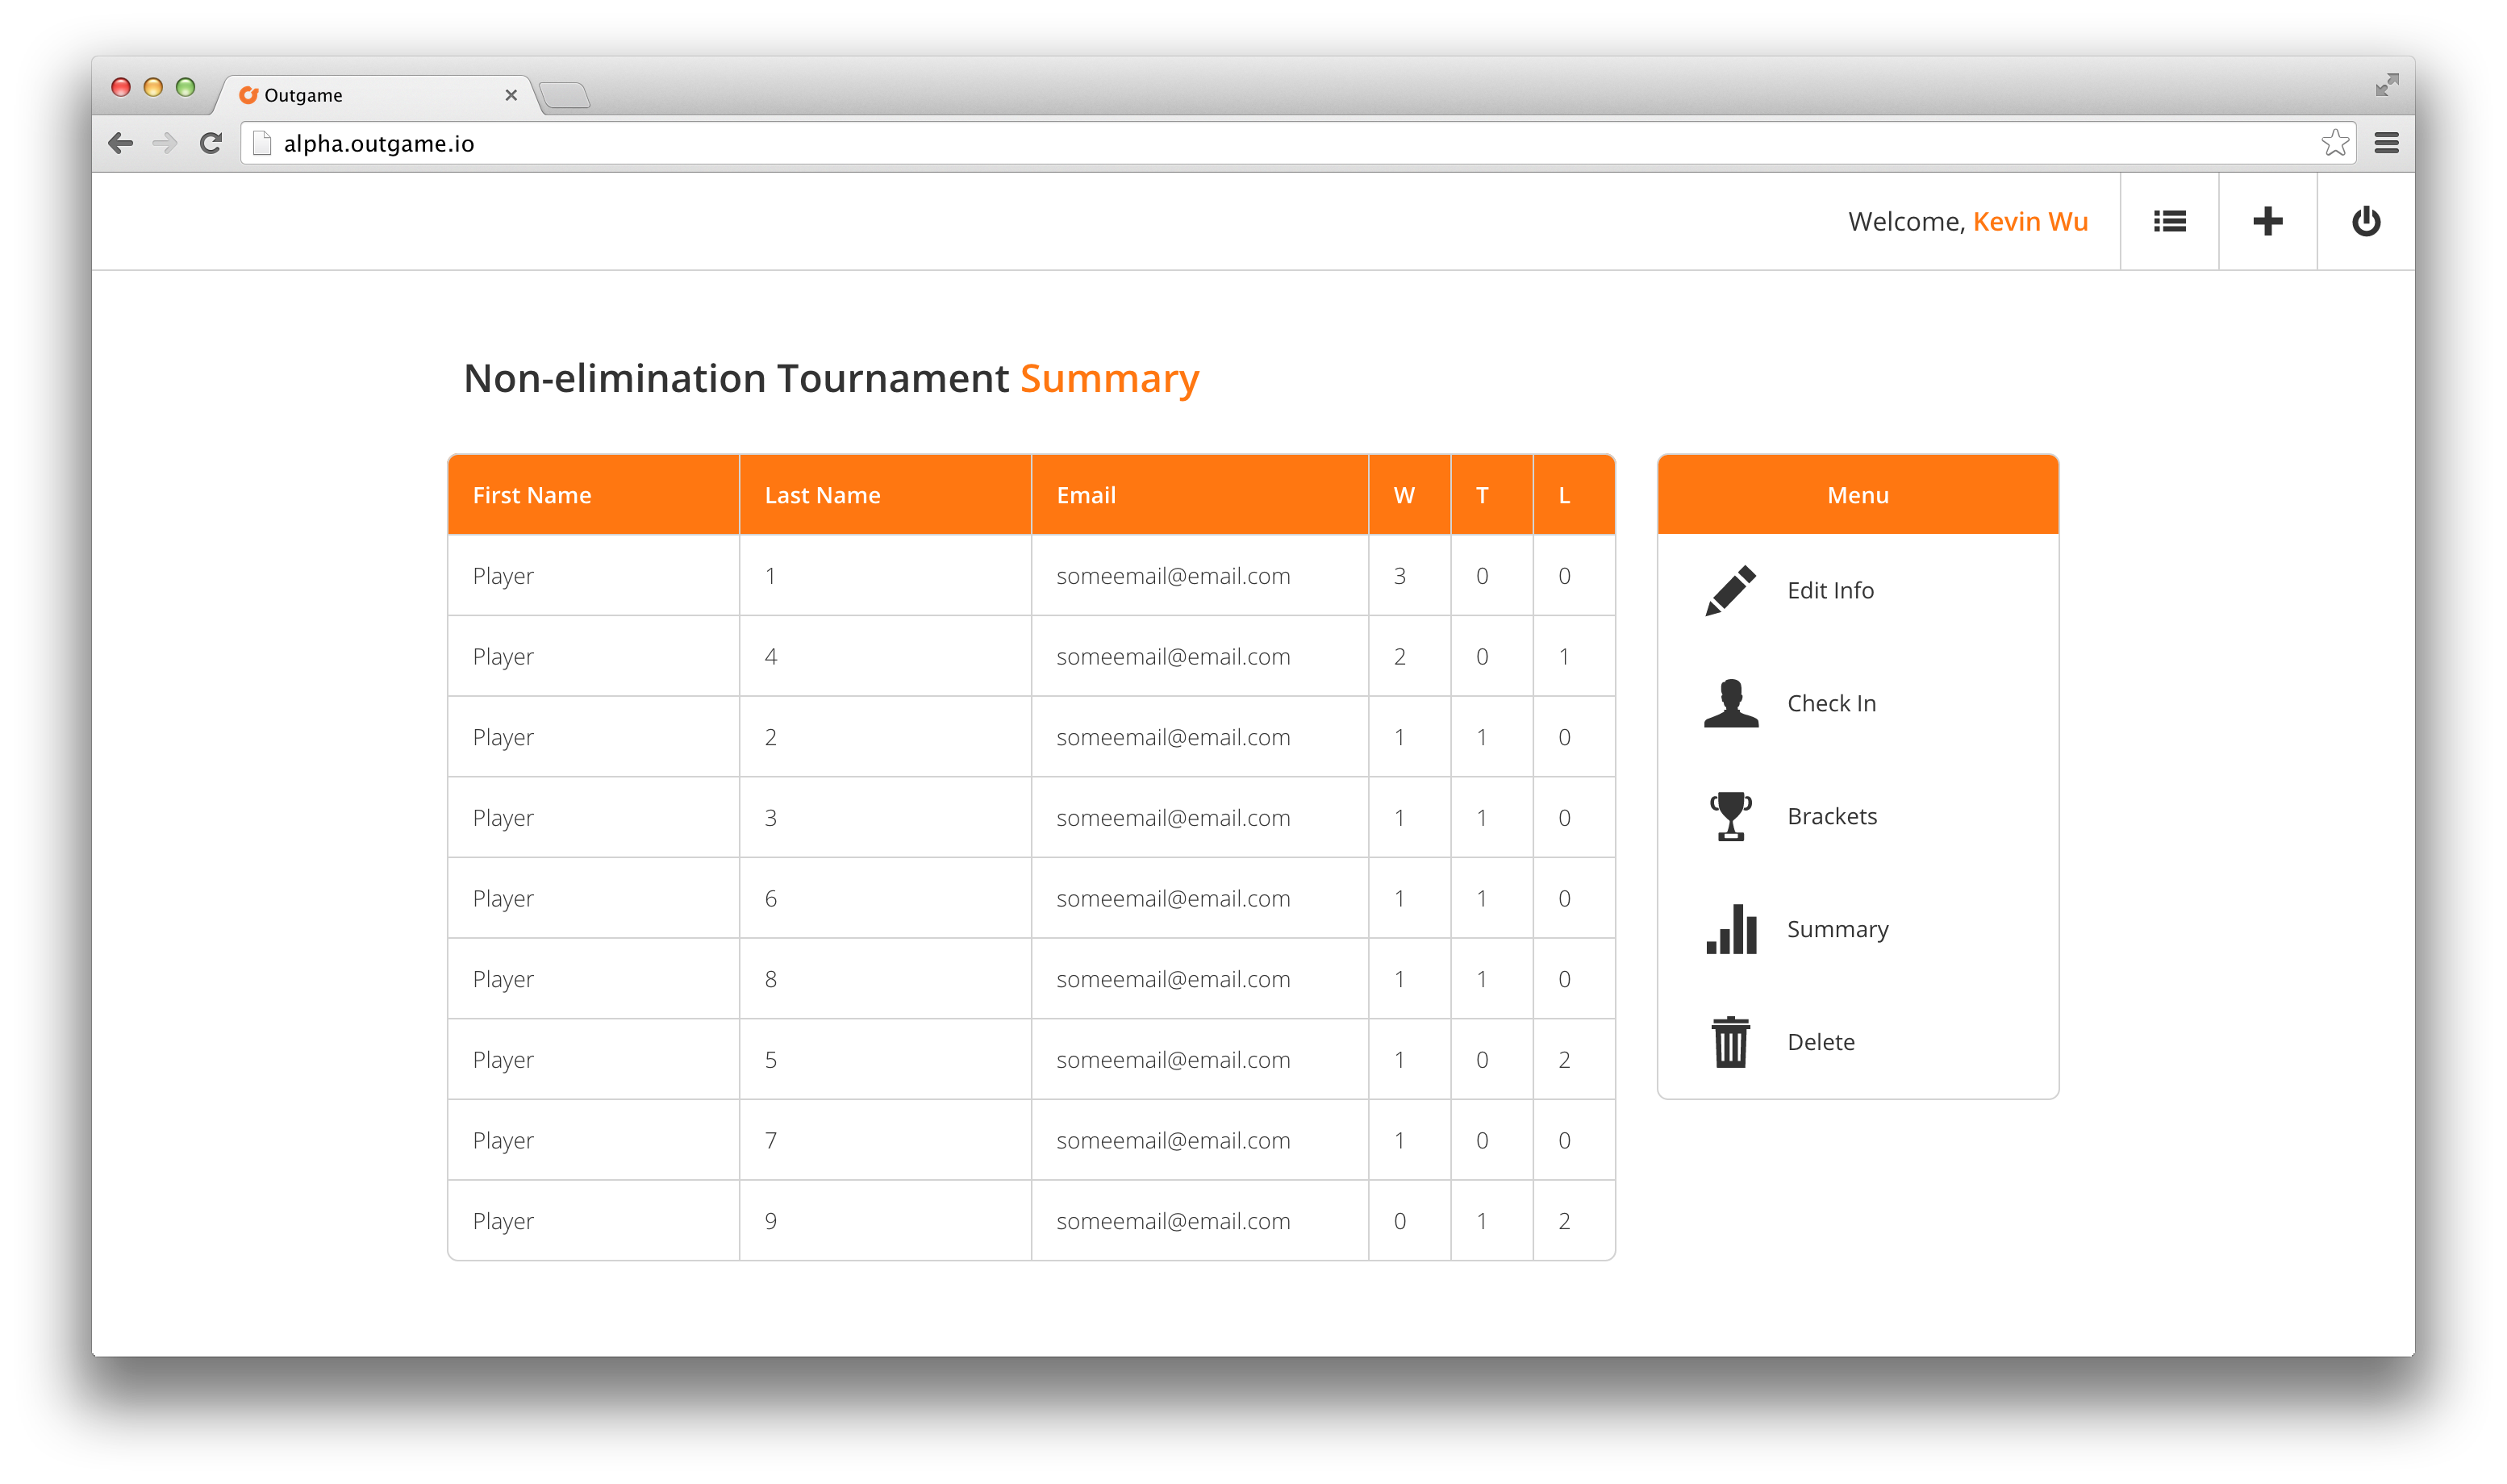 Outgame
alpha.outgame.io
Welcome, Kevin Wu
Non-elimination Tournament Summary
First Name Last Name Email W T L
Player 1 someemail@email.com 3 0 0
Player 4 someemail@email.com 2 0 1
Player 2 someemail@email.com 1 1 0
Player 3 someemail@email.com 1 1 0
Player 6 someemail@email.com 1 1 0
Player 8 someemail@email.com 1 1 0
Player 5 someemail@email.com 1 0 2
Player 7 someemail@email.com 1 0 0
Player 9 someemail@email.com 0 1 2
Menu
Edit Info
Check In
Brackets
Summary
Delete